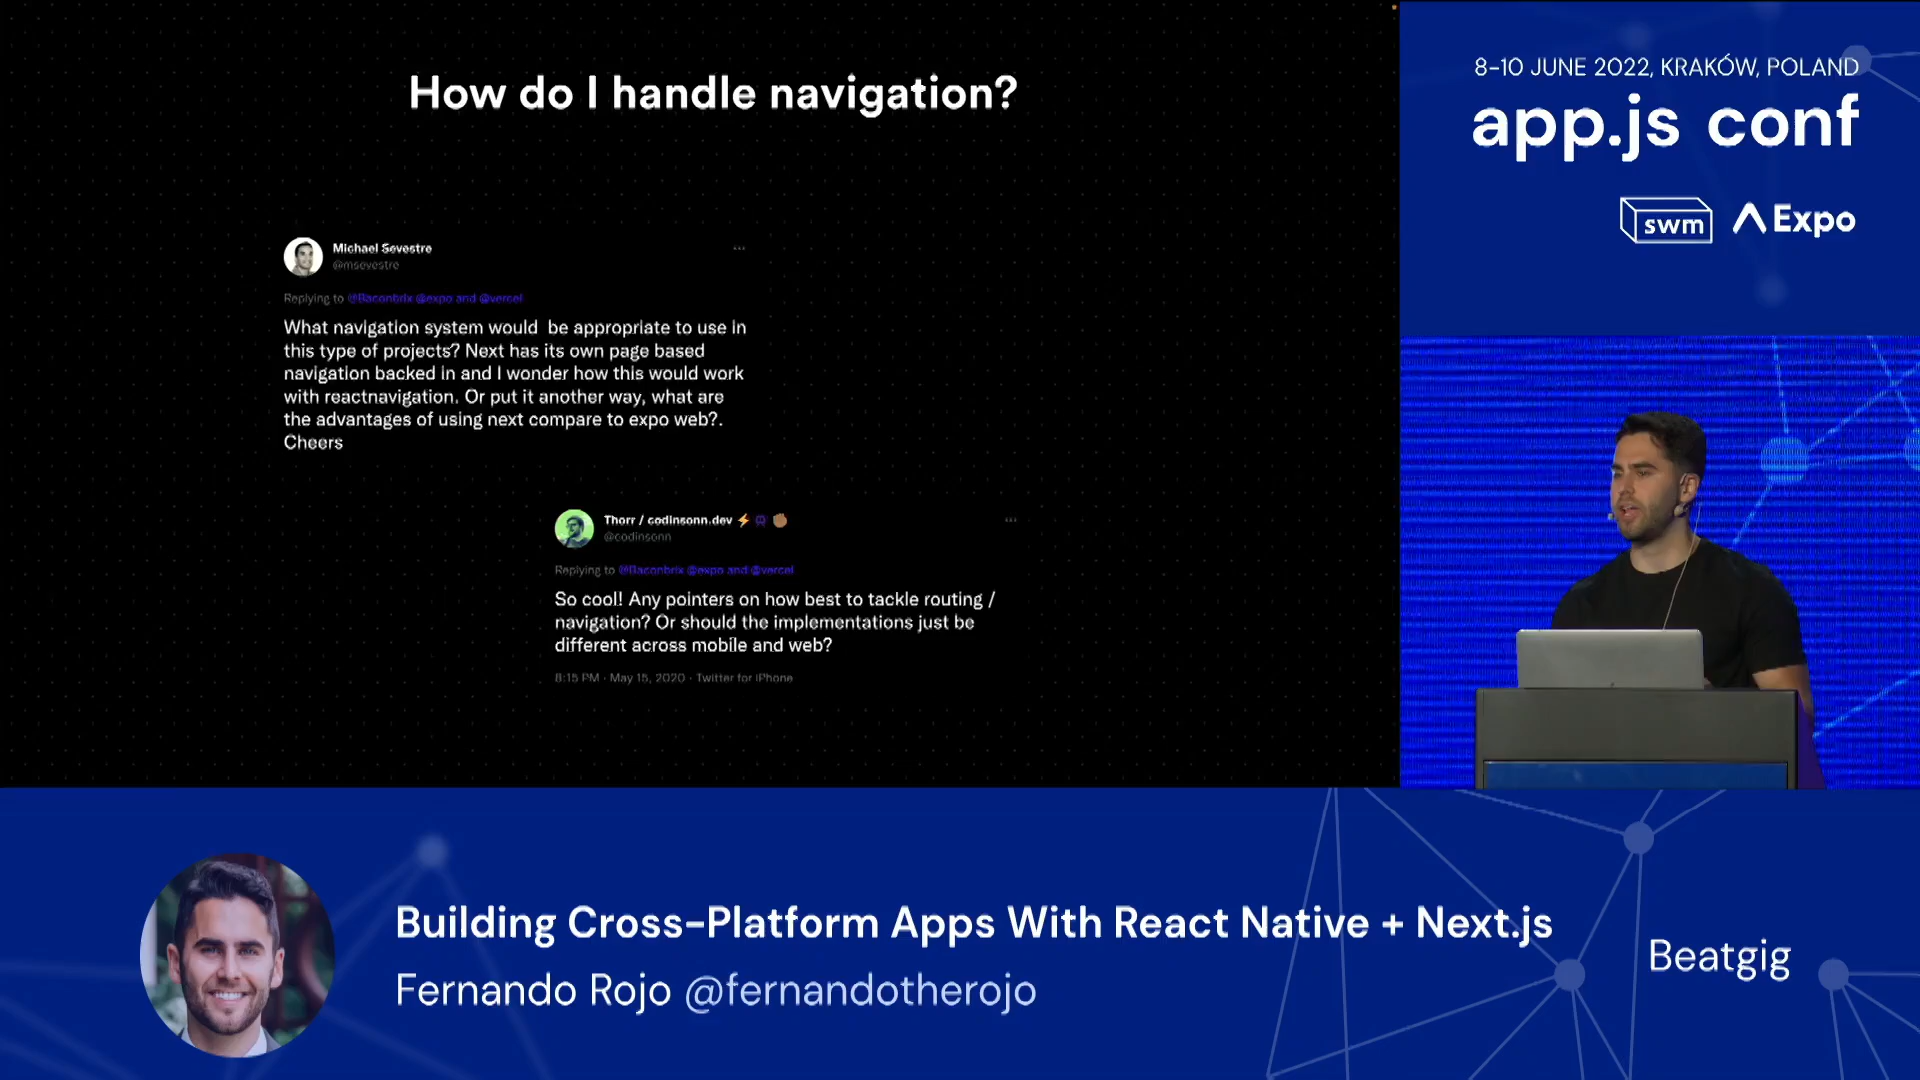 How do I handle navigation?
Michael Sevestre
@msevestre
Replying to @Baconbrix @expo and @vercel
What navigation system would be appropriate to use in
this type of projects? Next has its own page based
navigation backed in and I wonder how this would work
with reactnavigation. Or put it another way, what are
the advantages of using next compare to expo web?.
Cheers
Thorr / codinsonn.dev
@codinsonn
Replying to @Baconbrix @expo and @vercel
So cool! Any pointers on how best to tackle routing /
navigation? Or should the implementations just be
different across mobile and web?
8:15 PM · May 15, 2020 · Twitter for iPhone
8-10 JUNE 2022, KRAKÓW, POLAND
app.js conf
swm Expo
Building Cross-Platform Apps With React Native + Next.js
Fernando Rojo @fernandotherojo
Beatgig